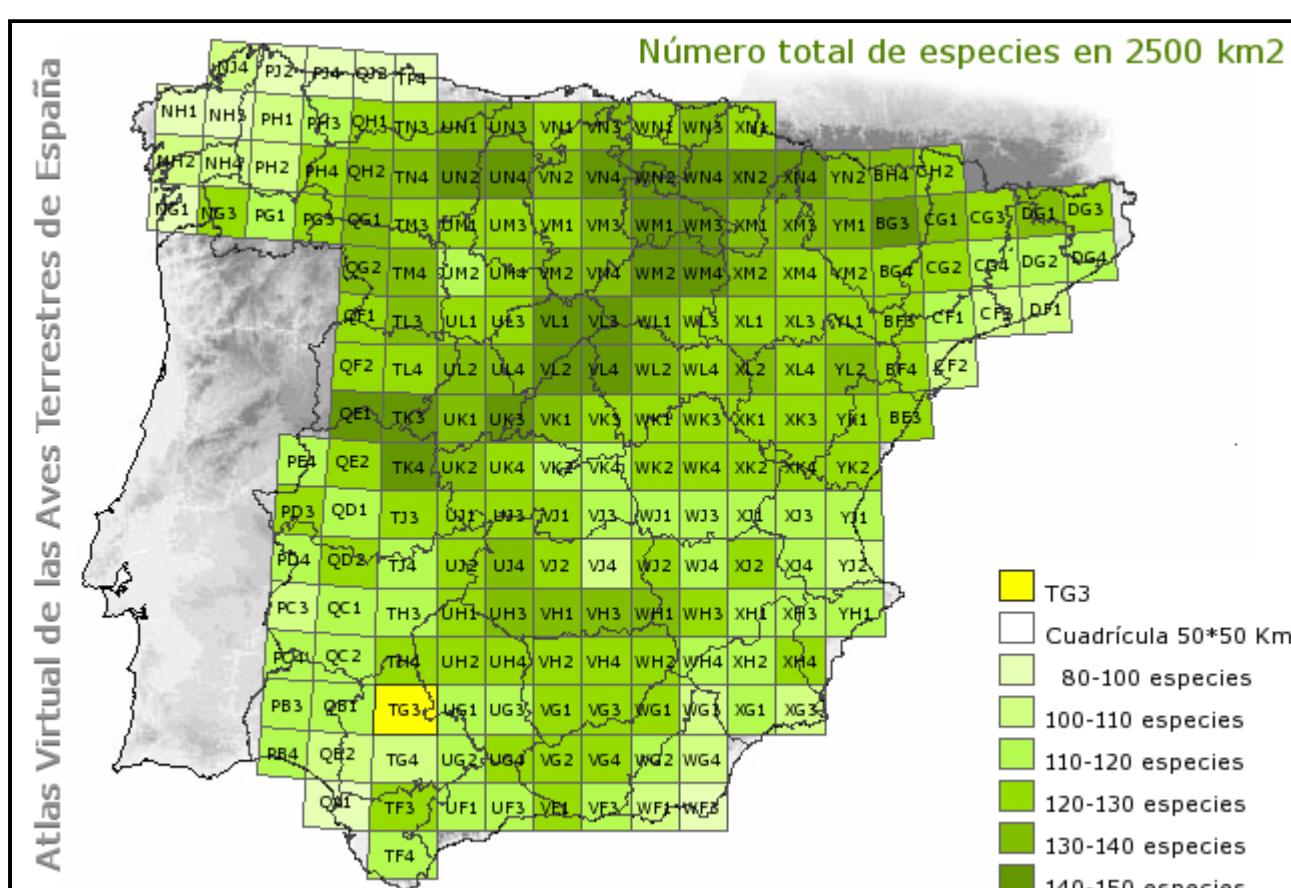 Atlas Virtual de las Aves Terrestres de España
Número total de especies en 2500 km2
NJ4 PJ2 PJ4 QJ2 TP4
NH1 NH3 PH1 PH3 QH1 TN3 UN1 UN3 VN1 VN3 WN1 WN3 XN1
NH2 NH4 PH2 PH4 QH2 TN4 UN2 UN4 VN2 VN4 WN2 WN4 XN2 XN4 YN2 BH4 CH2
NG1 NG3 PG1 PG3 QG1 TM3 UM1 UM3 VM1 VM3 WM1 WM3 XM1 XM3 YM1 BG3 CG1 CG3 DG1 DG3
QG2 TM4 UM2 UM4 VM2 VM4 WM2 WM4 XM2 XM4 YM2 BG4 CG2 CG4 DG2 DG4
QF1 TL3 UL1 UL3 VL1 VL3 WL1 WL3 XL1 XL3 YL1 BF3 CF1 CF3 DF1
QF2 TL4 UL2 UL4 VL2 VL4 WL2 WL4 XL2 XL4 YL2 BF4 CF2
QE1 TK3 UK1 UK3 VK1 VK3 WK1 WK3 XK1 XK3 YK1 BE3
PE4 QE2 TK4 UK2 UK4 VK2 VK4 WK2 WK4 XK2 XK4 YK2
PD3 QD1 TJ3 UJ1 UJ3 VJ1 VJ3 WJ1 WJ3 XJ1 XJ3 YJ1
PD4 QD2 TJ4 UJ2 UJ4 VJ2 VJ4 WJ2 WJ4 XJ2 XJ4 YJ2
PC3 QC1 TH3 UH1 UH3 VH1 VH3 WH1 WH3 XH1 XH3 YH1
PC4 QC2 TH4 UH2 UH4 VH2 VH4 WH2 WH4 XH2 XH4
PB3 QB1 TG3 UG1 UG3 VG1 VG3 WG1 WG3 XG1 XG3
PB4 QB2 TG4 UG2 UG4 VG2 VG4 WG2 WG4
QA1 TF3 UF1 UF3 VF1 VF3 WF1 WF3
TF4
TG3
Cuadrícula 50*50 Km
80-100 especies
100-110 especies
110-120 especies
120-130 especies
130-140 especies
140-150 especies